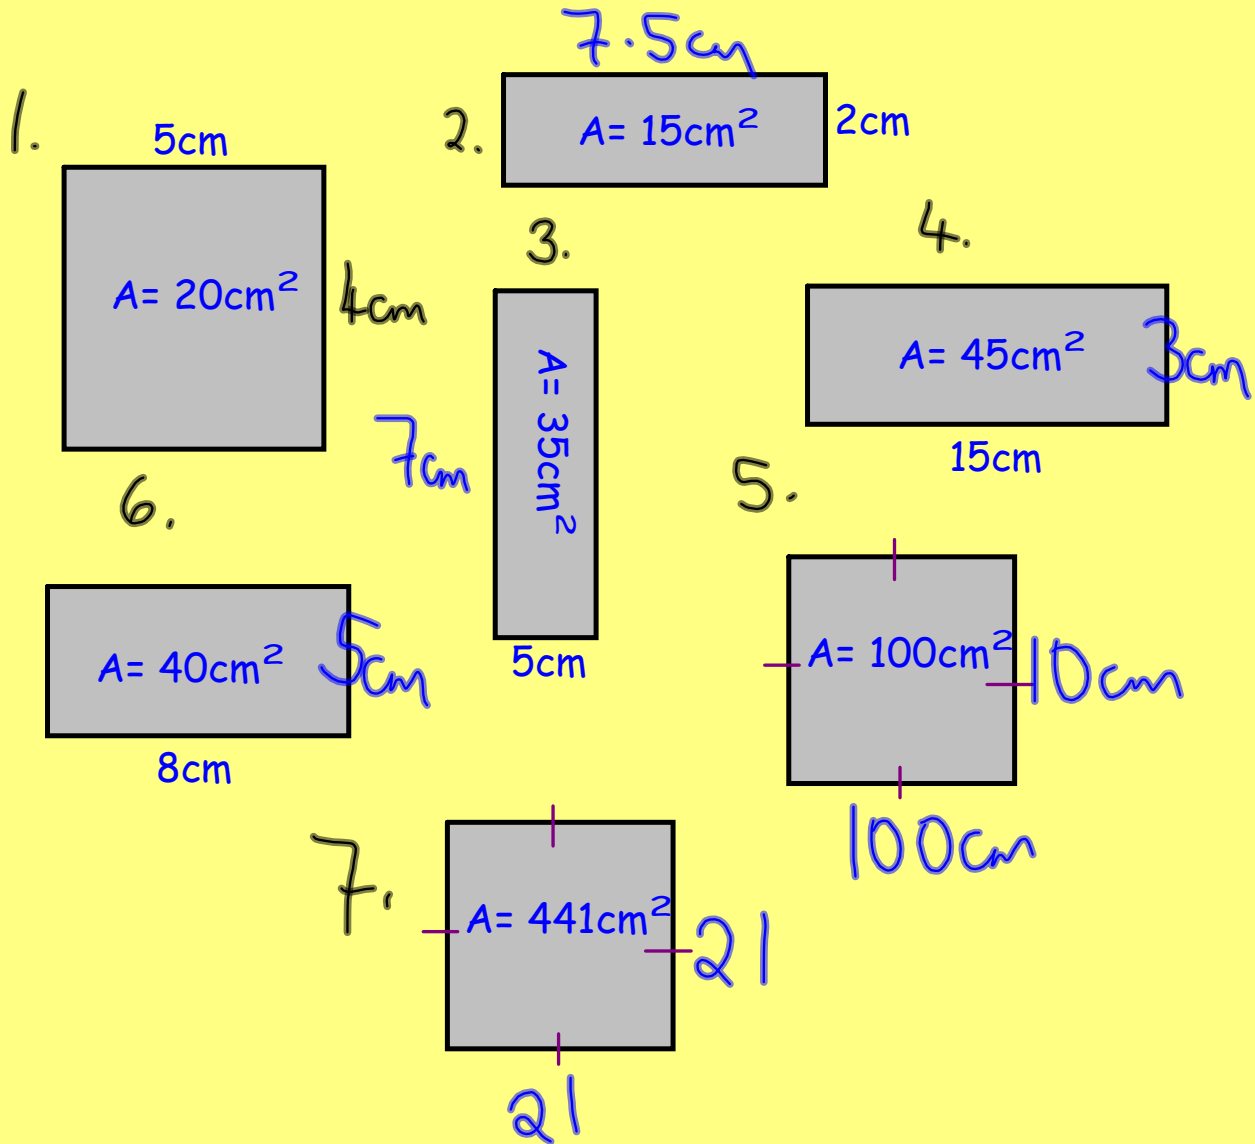 1.
5cm
A= 20cm²
4cm
2.
7.5cm
A= 15cm²
2cm
3.
7cm
A= 35cm²
5cm
4.
A= 45cm²
3cm
15cm
5.
A= 100cm²
10cm
100cm
6.
A= 40cm²
5cm
8cm
7.
A= 441cm²
21
21